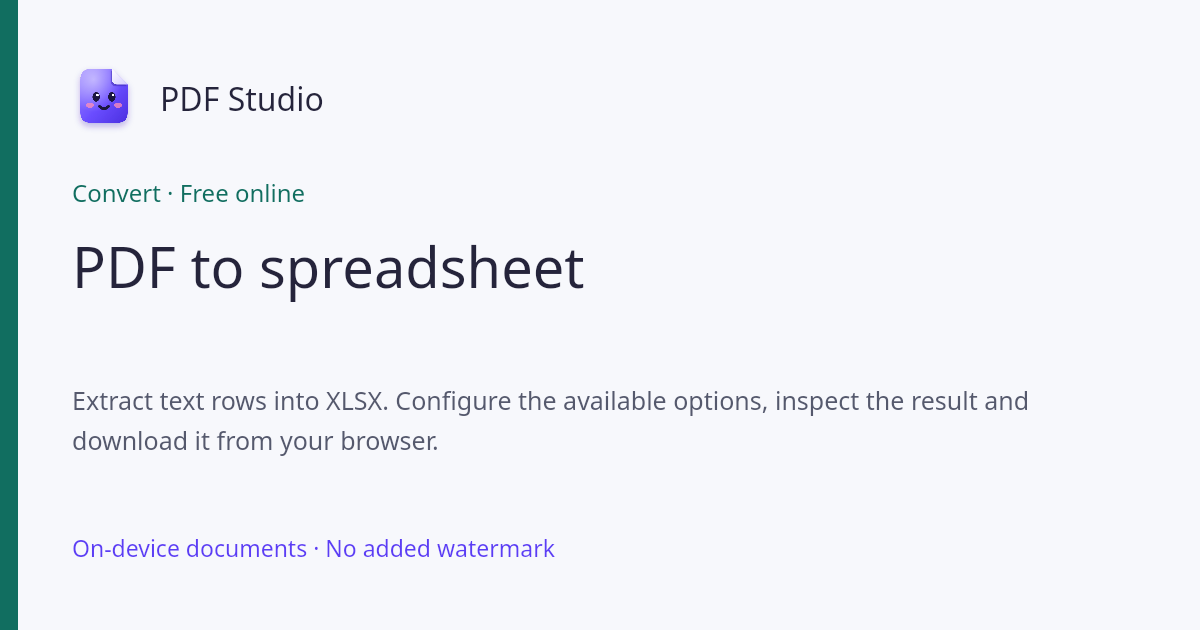 PDF Studio
Convert · Free online
PDF to spreadsheet
Extract text rows into XLSX. Configure the available options, inspect the result and
download it from your browser.
On-device documents · No added watermark